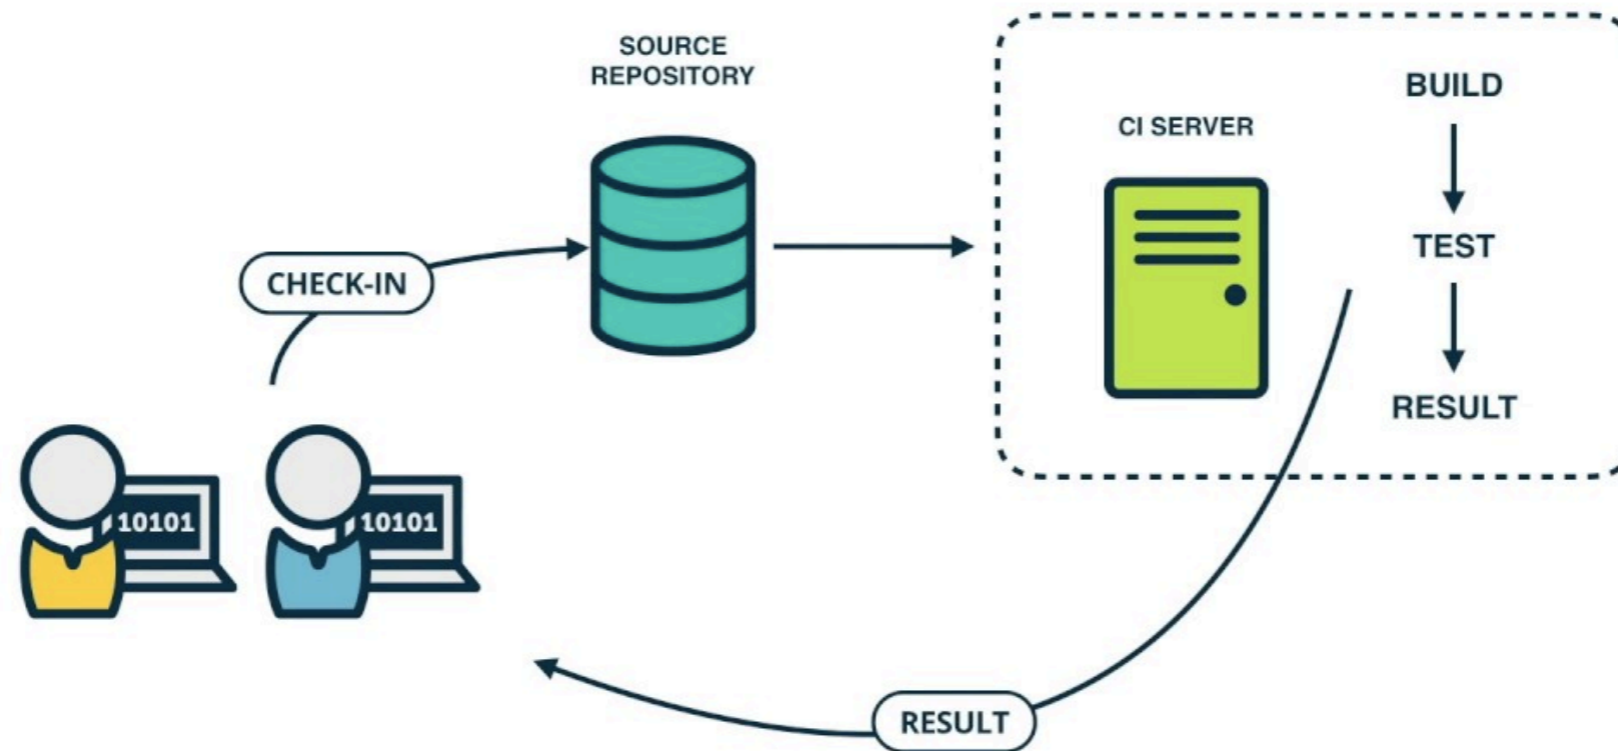 SOURCE
REPOSITORY
CI SERVER
BUILD
TEST
RESULT
CHECK-IN
10101
10101
RESULT